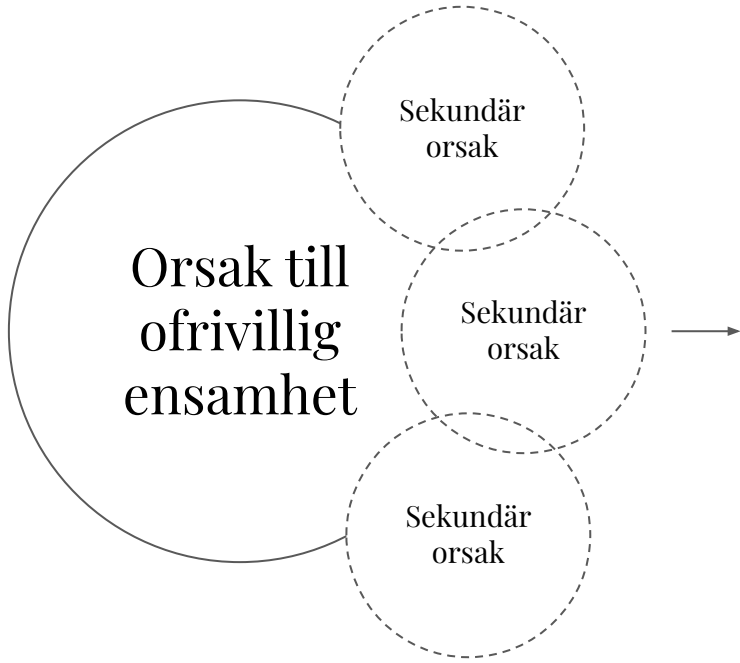 Sekundär
orsak
Orsak till
ofrivillig
ensamhet
Sekundär
orsak
Sekundär
orsak